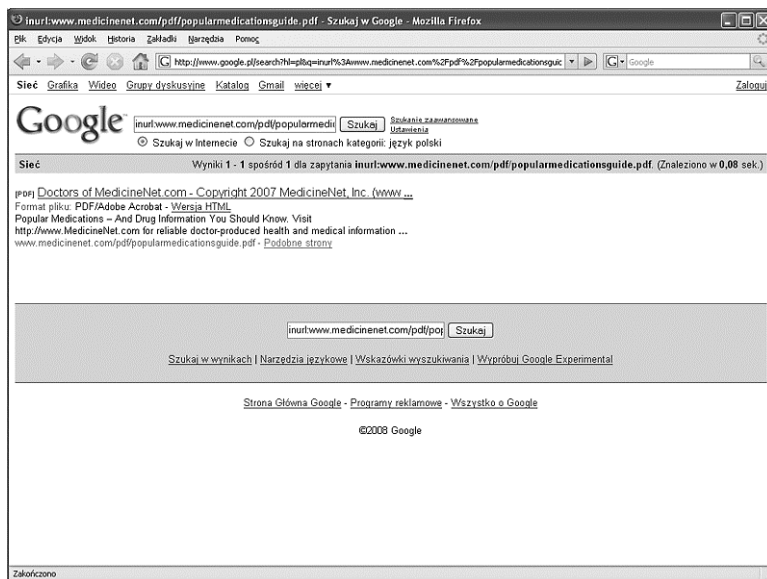 inurl:www.medicinenet.com/pdf/popularmedicationsguide.pdf - Szukaj w Google - Mozilla Firefox
Plik Edycja Widok Historia Zakładki Narzędzia Pomoc
http://www.google.pl/search?hl=pl&q=inurl%3Awww.medicinenet.com%2Fpdf%2Fpopularmedicationsguic Google
Sieć Grafika Wideo Grupy dyskusyjne Katalog Gmail więcej ▼ Zaloguj
Google inurl:www.medicinenet.com/pdf/popularmedic Szukaj Szukanie zaawansowane
Ustawienia
Szukaj w Internecie Szukaj na stronach kategorii: język polski
Sieć Wyniki 1 - 1 spośród 1 dla zapytania inurl:www.medicinenet.com/pdf/popularmedicationsguide.pdf. (Znaleziono w 0,08 sek.)
[PDF] Doctors of MedicineNet.com - Copyright 2007 MedicineNet, Inc. (www ...
Format pliku: PDF/Adobe Acrobat - Wersja HTML
Popular Medications – And Drug Information You Should Know. Visit
http://www.MedicineNet.com for reliable doctor-produced health and medical information ...
www.medicinenet.com/pdf/popularmedicationsguide.pdf - Podobne strony
inurl:www.medicinenet.com/pdf/pop Szukaj
Szukaj w wynikach | Narzędzia językowe | Wskazówki wyszukiwania | Wypróbuj Google Experimental
Strona Główna Google - Programy reklamowe - Wszystko o Google
©2008 Google
Zakończono